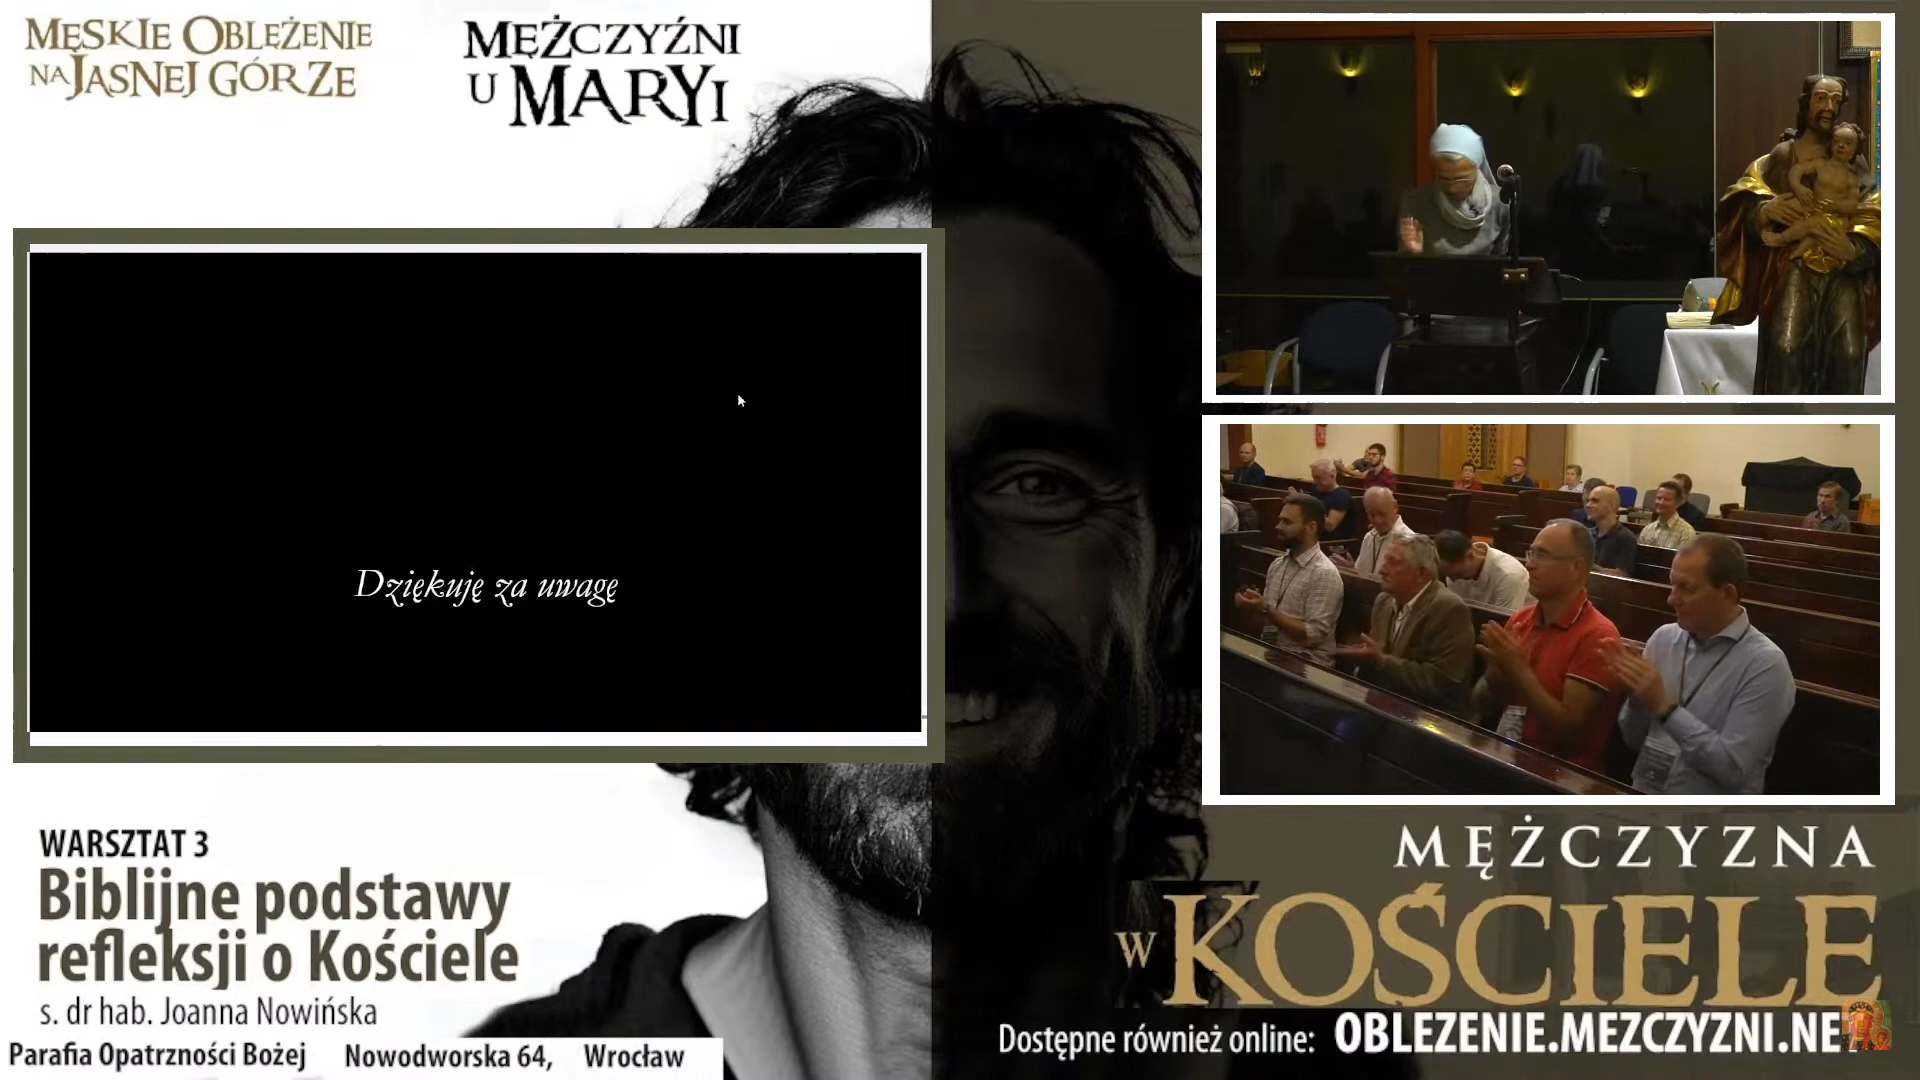 MĘSKIE OBLĘŻENIE
NA JASNEJ GÓRZE
MĘŻCZYŹNI
U MARYI
Dziękuję za uwagę
WARSZTAT 3
Biblijne podstawy
refleksji o Kościele
s. dr hab. Joanna Nowińska
Parafia Opatrzności Bożej Nowodworska 64, Wrocław
MĘŻCZYZNA
W KOŚCIELE
Dostępne również online: OBLEZENIE.MEZCZYZNI.NE